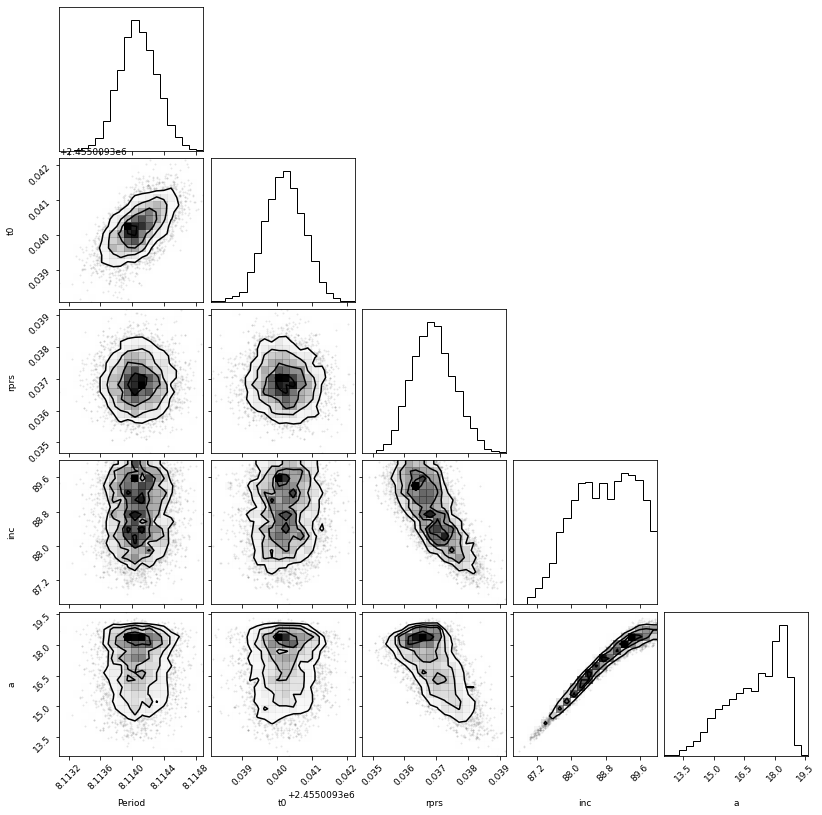 +2.4550093e6
0.042
0.041
0.040
0.039
t0
0.039
0.038
0.037
0.036
0.035
rprs
89.6
88.8
88.0
87.2
inc
19.5
18.0
16.5
15.0
13.5
a
8.1132 8.1136 8.1140 8.1144 8.1148
Period
0.039 0.040 0.041 0.042
+2.4550093e6
t0
0.035 0.036 0.037 0.038 0.039
rprs
87.2 88.0 88.8 89.6
inc
13.5 15.0 16.5 18.0 19.5
a